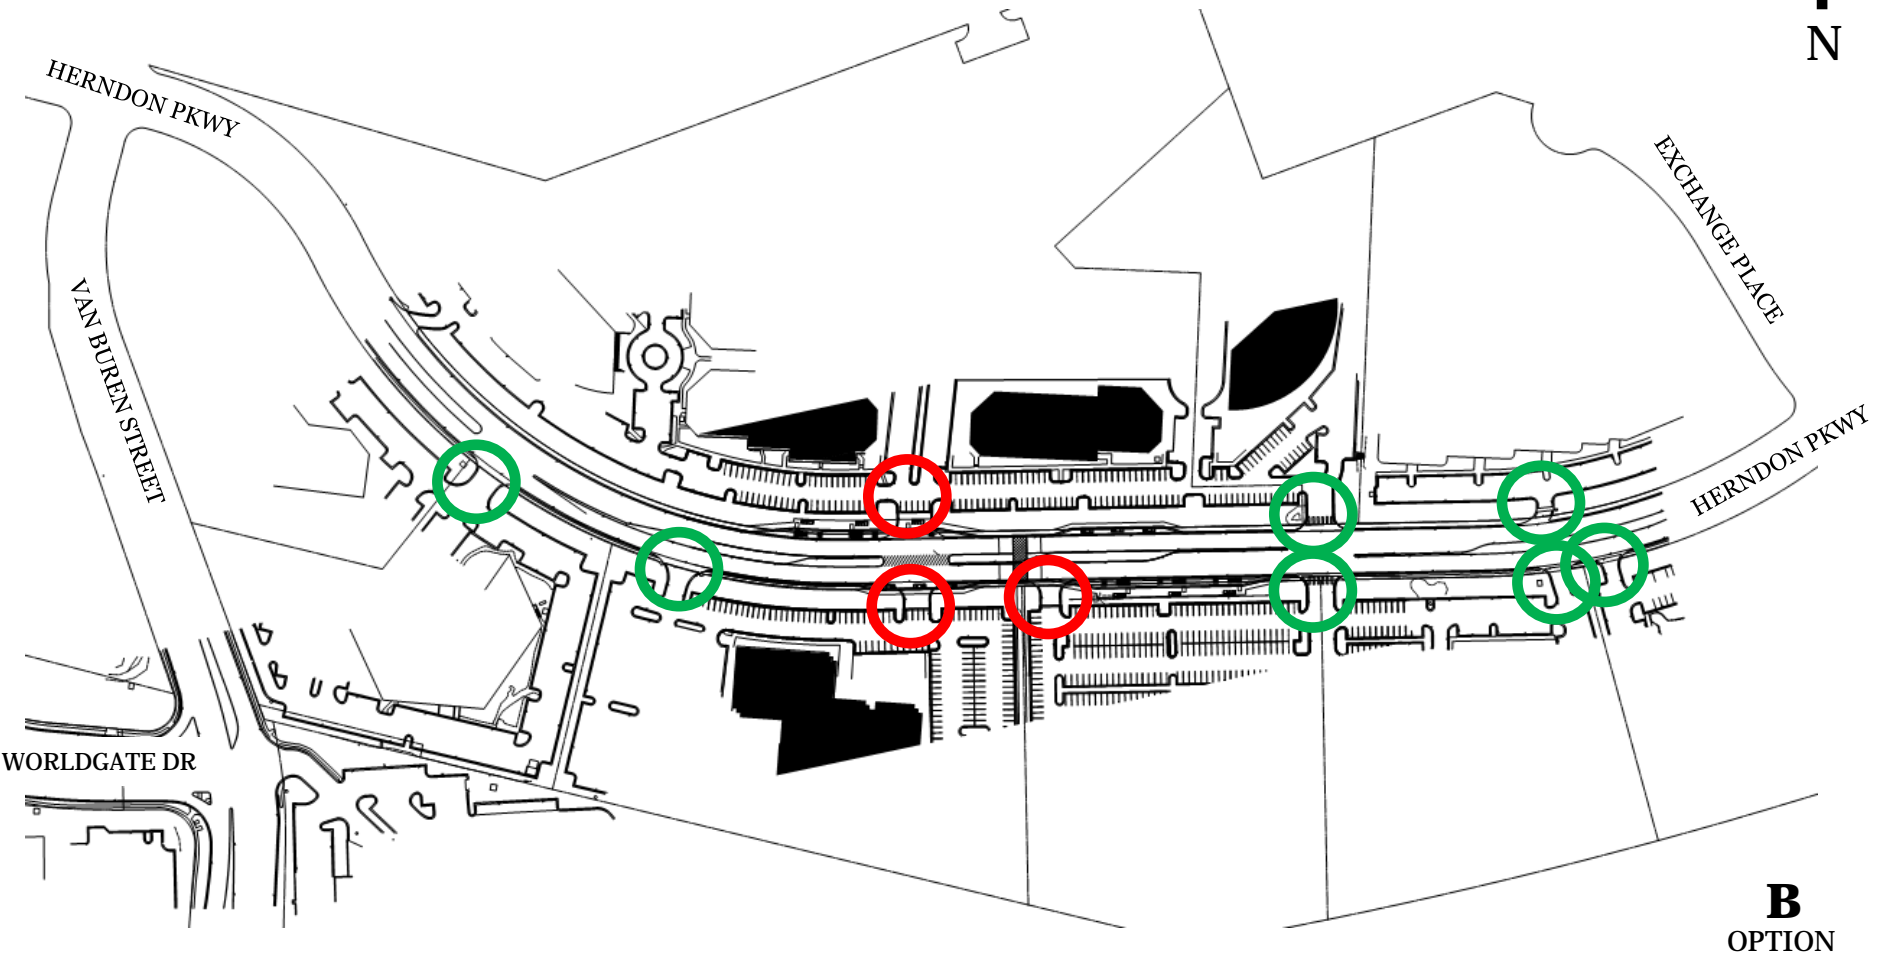 N
HERNDON PKWY
EXCHANGE PLACE
VAN BUREN STREET
HERNDON PKWY
WORLDGATE DR
B
OPTION